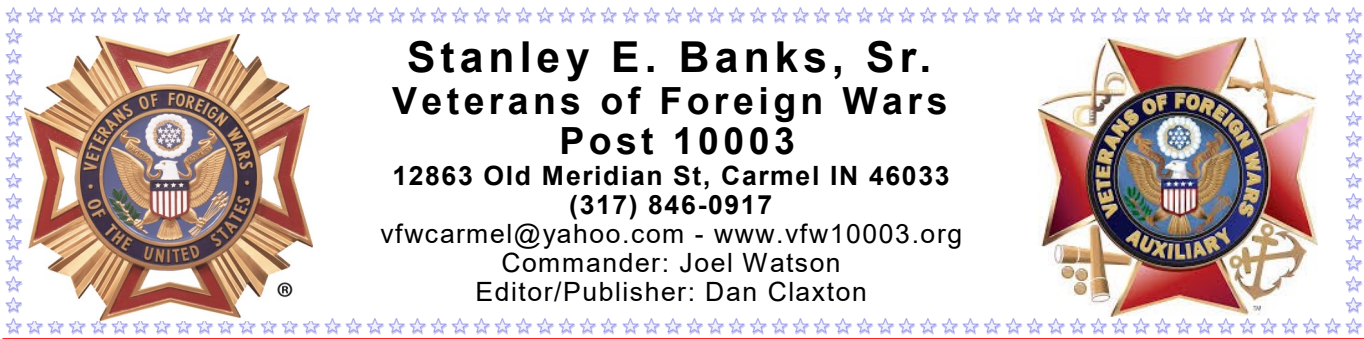 Stanley E. Banks, Sr.
Veterans of Foreign Wars
Post 10003
12863 Old Meridian St, Carmel IN 46033
(317) 846-0917
vfwcarmel@yahoo.com - www.vfw10003.org
Commander: Joel Watson
Editor/Publisher: Dan Claxton
VETERANS OF FOREIGN WARS
OF THE UNITED STATES
®
VETERANS OF FOREIGN WARS
AUXILIARY
™